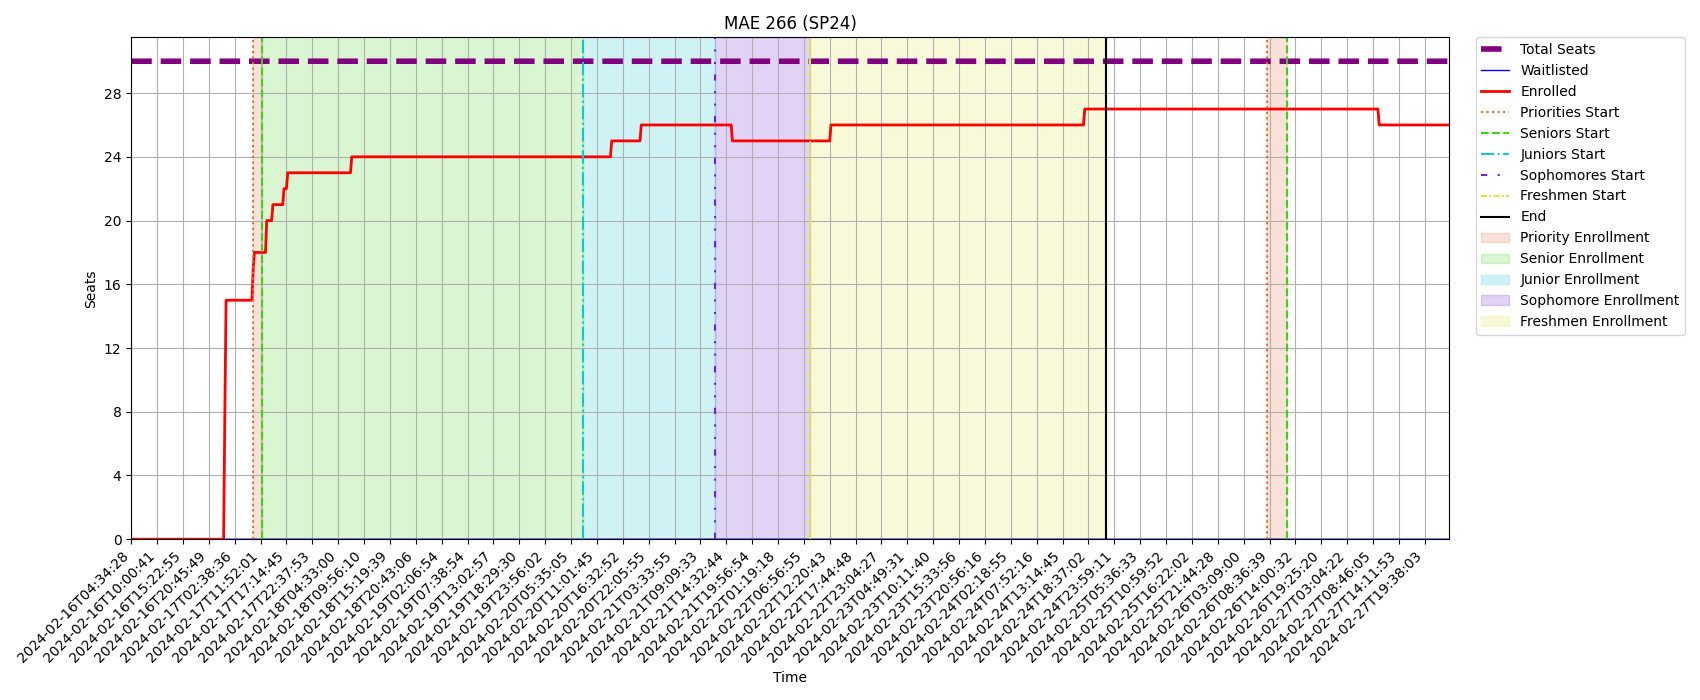 MAE 266 (SP24)
Total Seats
Waitlisted
Enrolled
Priorities Start
Seniors Start
Juniors Start
Sophomores Start
Freshmen Start
End
Priority Enrollment
Senior Enrollment
Junior Enrollment
Sophomore Enrollment
Freshmen Enrollment
Seats
28
24
20
16
12
8
4
0
2024-02-16T04:34:28
2024-02-16T10:00:41
2024-02-16T15:22:55
2024-02-16T20:45:49
2024-02-17T02:38:36
2024-02-17T11:52:01
2024-02-17T17:14:45
2024-02-17T22:37:53
2024-02-18T04:33:00
2024-02-18T09:56:10
2024-02-18T15:19:39
2024-02-18T20:43:06
2024-02-19T02:06:54
2024-02-19T07:38:54
2024-02-19T13:02:57
2024-02-19T18:29:30
2024-02-19T23:56:02
2024-02-20T05:35:05
2024-02-20T11:01:45
2024-02-20T16:32:52
2024-02-20T22:05:55
2024-02-21T03:33:55
2024-02-21T09:09:33
2024-02-21T14:32:44
2024-02-21T19:56:54
2024-02-22T01:19:18
2024-02-22T06:56:55
2024-02-22T12:20:43
2024-02-22T17:44:48
2024-02-22T23:04:27
2024-02-23T04:49:31
2024-02-23T10:11:40
2024-02-23T15:33:56
2024-02-23T20:56:16
2024-02-24T02:18:55
2024-02-24T07:52:16
2024-02-24T13:14:45
2024-02-24T18:37:02
2024-02-24T23:59:11
2024-02-25T05:36:33
2024-02-25T10:59:52
2024-02-25T16:22:02
2024-02-25T21:44:28
2024-02-26T03:09:00
2024-02-26T08:36:39
2024-02-26T14:00:32
2024-02-26T19:25:20
2024-02-27T03:04:22
2024-02-27T08:46:05
2024-02-27T14:11:53
2024-02-27T19:38:03
Time